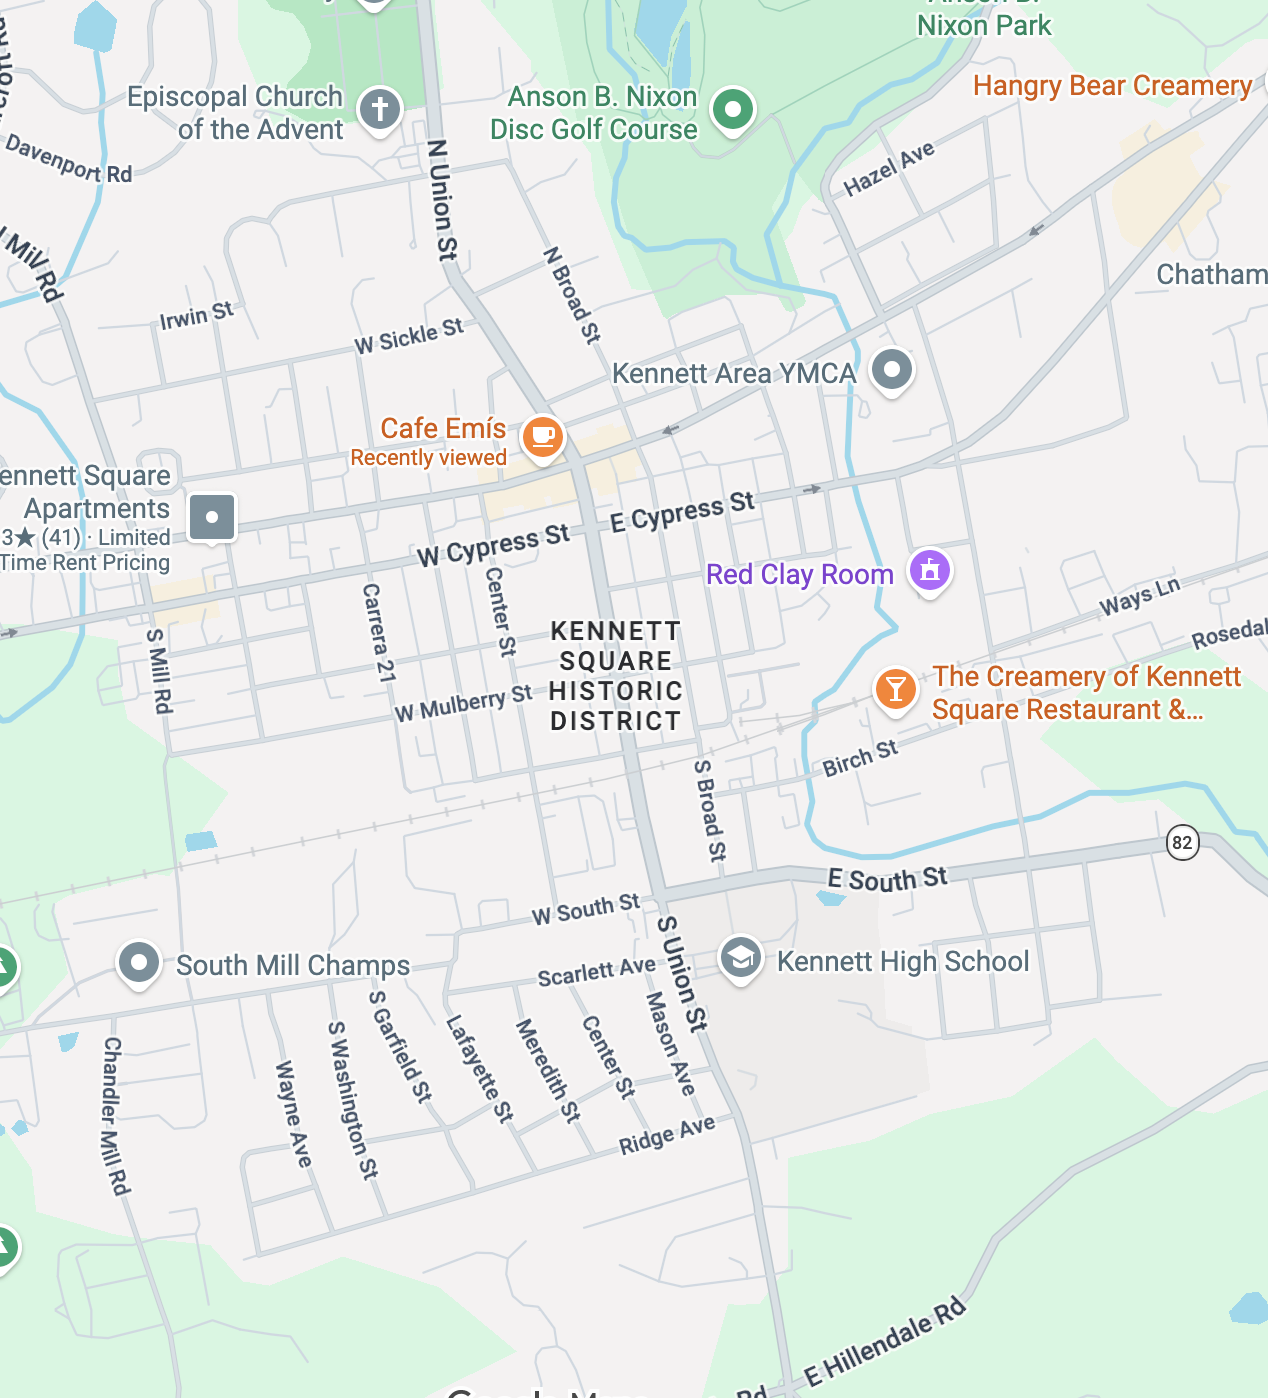 Nixon Park
Hangry Bear Creamery
Episcopal Church
of the Advent
Anson B. Nixon
Disc Golf Course
Davenport Rd
N Union St
Hazel Ave
Mill Rd
N Broad St
Chatham
Irwin St
W Sickle St
Kennett Area YMCA
Cafe Emís
Recently viewed
ennett Square
Apartments
3★ (41) · Limited
Time Rent Pricing
E Cypress St
W Cypress St
Red Clay Room
Center St
Carrera 21
Ways Ln
Rosedal
KENNETT
SQUARE
HISTORIC
DISTRICT
S Mill Rd
W Mulberry St
The Creamery of Kennett
Square Restaurant &...
Birch St
S Broad St
82
E South St
W South St
South Mill Champs
Scarlett Ave
S Union St
Kennett High School
S Garfield St
Mason Ave
Lafayette St
Meredith St
Center St
S Washington St
Wayne Ave
Chandler Mill Rd
Ridge Ave
E Hillendale Rd
Rd